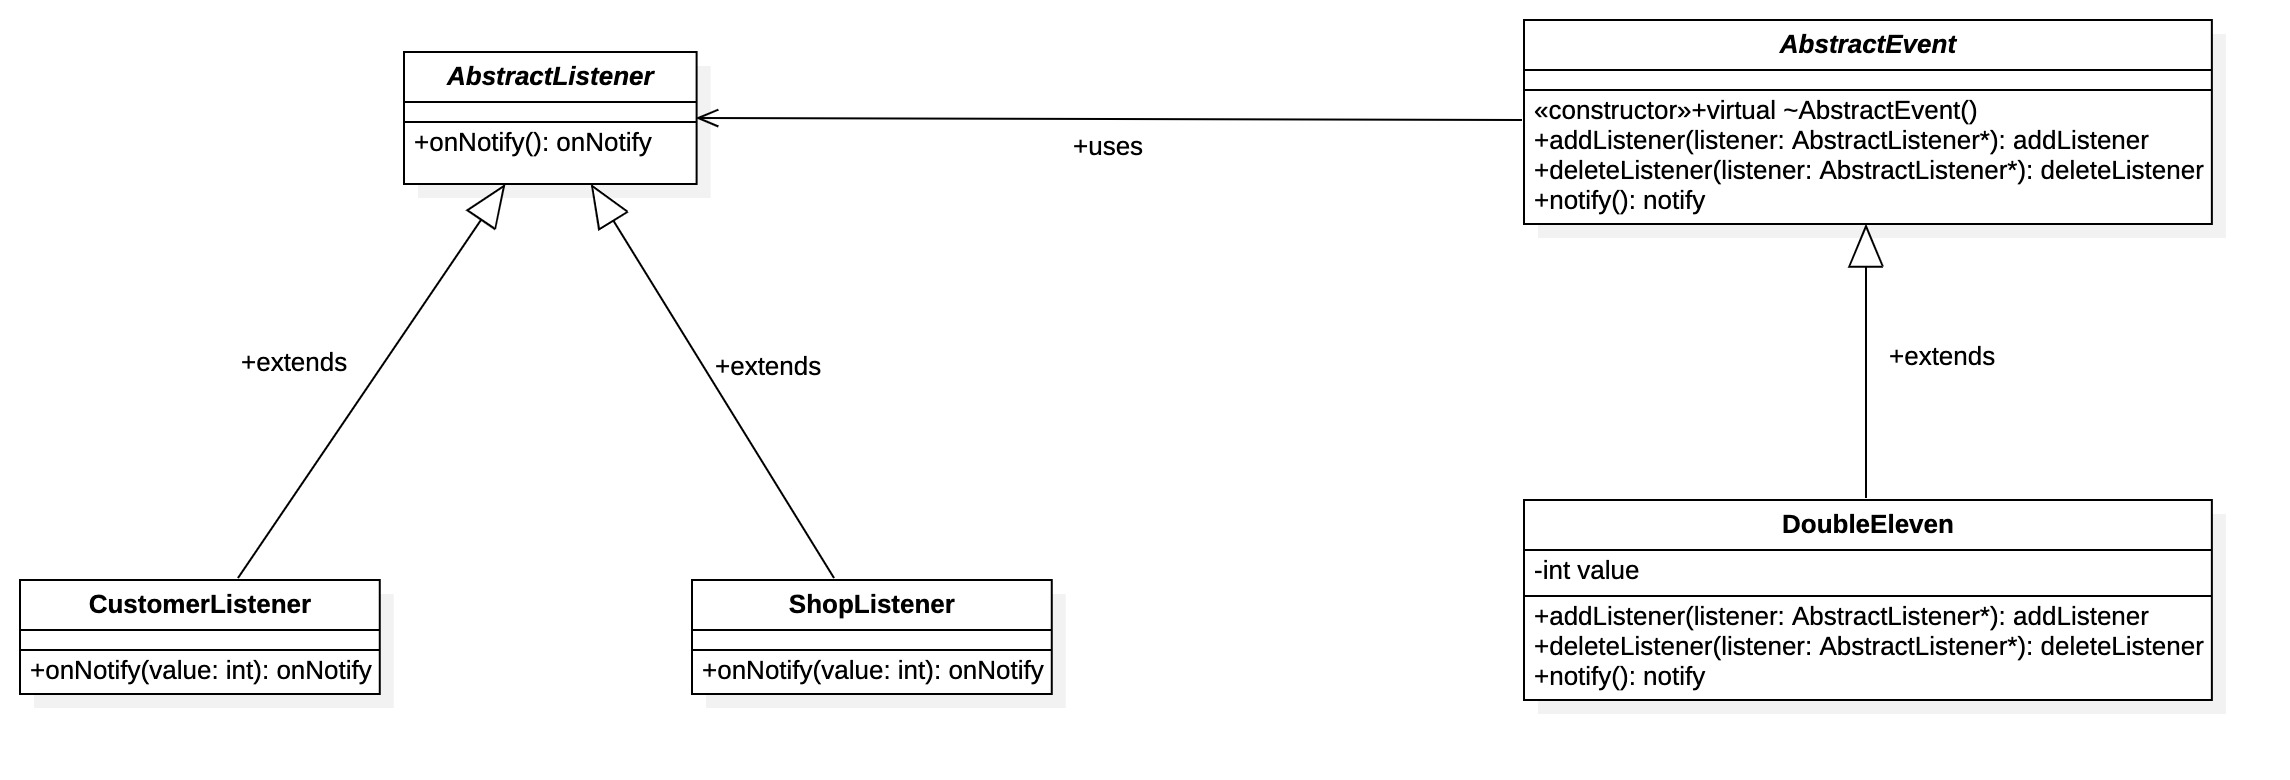 AbstractListener
+onNotify(): onNotify
+uses
AbstractEvent
«constructor»+virtual ~AbstractEvent()
+addListener(listener: AbstractListener*): addListener
+deleteListener(listener: AbstractListener*): deleteListener
+notify(): notify
+extends
+extends
+extends
CustomerListener
+onNotify(value: int): onNotify
ShopListener
+onNotify(value: int): onNotify
DoubleEleven
-int value
+addListener(listener: AbstractListener*): addListener
+deleteListener(listener: AbstractListener*): deleteListener
+notify(): notify